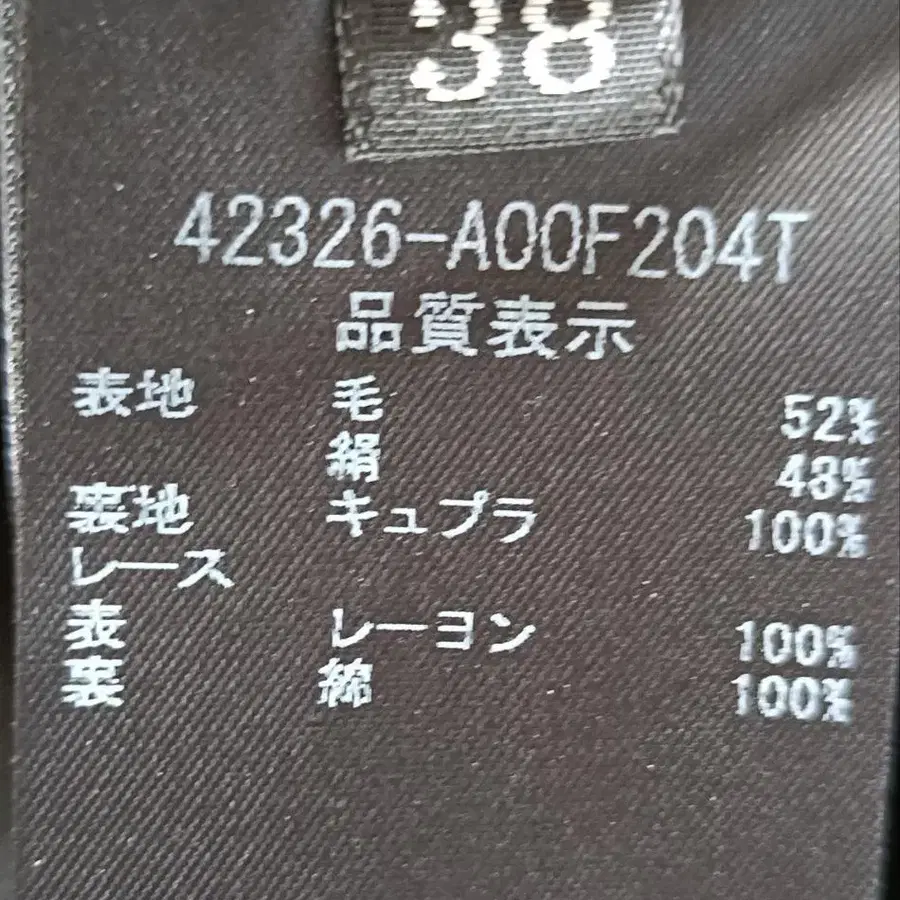 38
42326-A00F204T
品質表示
表地 毛 52%
絹 48%
裏地 キュプラ 100%
レース
表 レーヨン 100%
裏 綿 100%